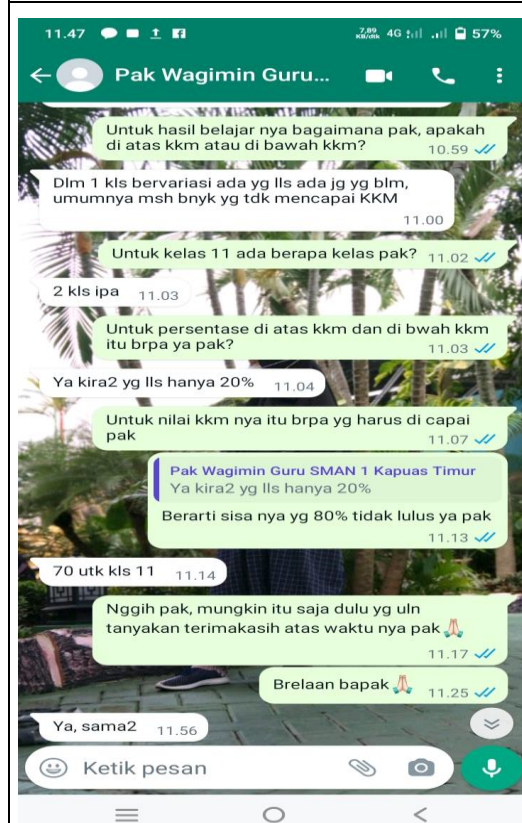 11.47
7,89 KB/dtk 4G 57%
Pak Wagimin Guru...
Untuk hasil belajar nya bagaimana pak, apakah
di atas kkm atau di bawah kkm?
10.59
Dlm 1 kls bervariasi ada yg lls ada jg yg blm,
umumnya msh bnyk yg tdk mencapai KKM
11.00
Untuk kelas 11 ada berapa kelas pak? 11.02
2 kls ipa 11.03
Untuk persentase di atas kkm dan di bwah kkm
itu brpa ya pak?
11.03
Ya kira2 yg lls hanya 20% 11.04
Untuk nilai kkm nya itu brpa yg harus di capai
pak
11.07
Pak Wagimin Guru SMAN 1 Kapuas Timur
Ya kira2 yg lls hanya 20%
Berarti sisa nya yg 80% tidak lulus ya pak
11.13
70 utk kls 11 11.14
Nggih pak, mungkin itu saja dulu yg uln
tanyakan terimakasih atas waktu nya pak 🙏
11.17
Brelaan bapak 🙏 11.25
Ya, sama2 11.56
Ketik pesan